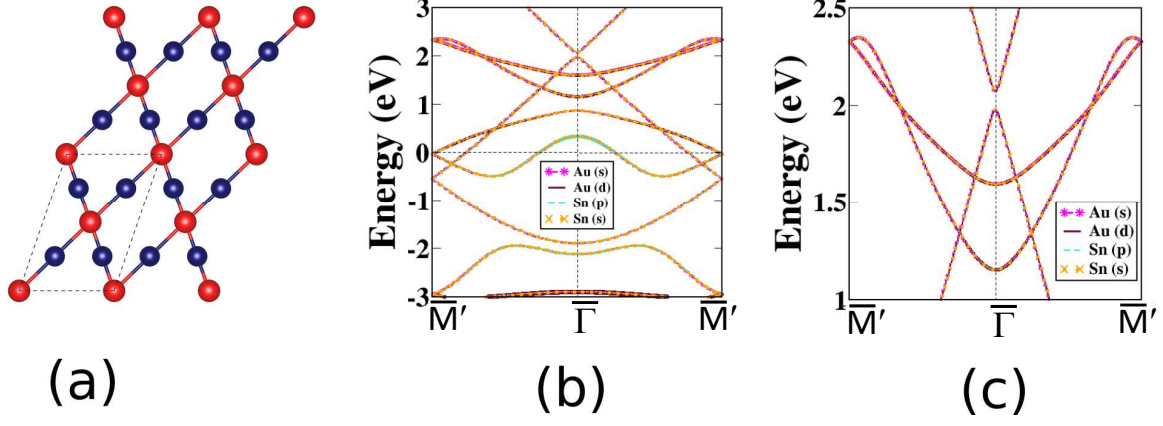 3
2
1
0
-1
-2
-3
Energy (eV)
Au (s)
Au (d)
Sn (p)
Sn (s)
M̅′
Γ̅
M̅′
2.5
2
1.5
1
Energy (eV)
Au (s)
Au (d)
Sn (p)
Sn (s)
M̅′
Γ̅
M̅′
(a)
(b)
(c)